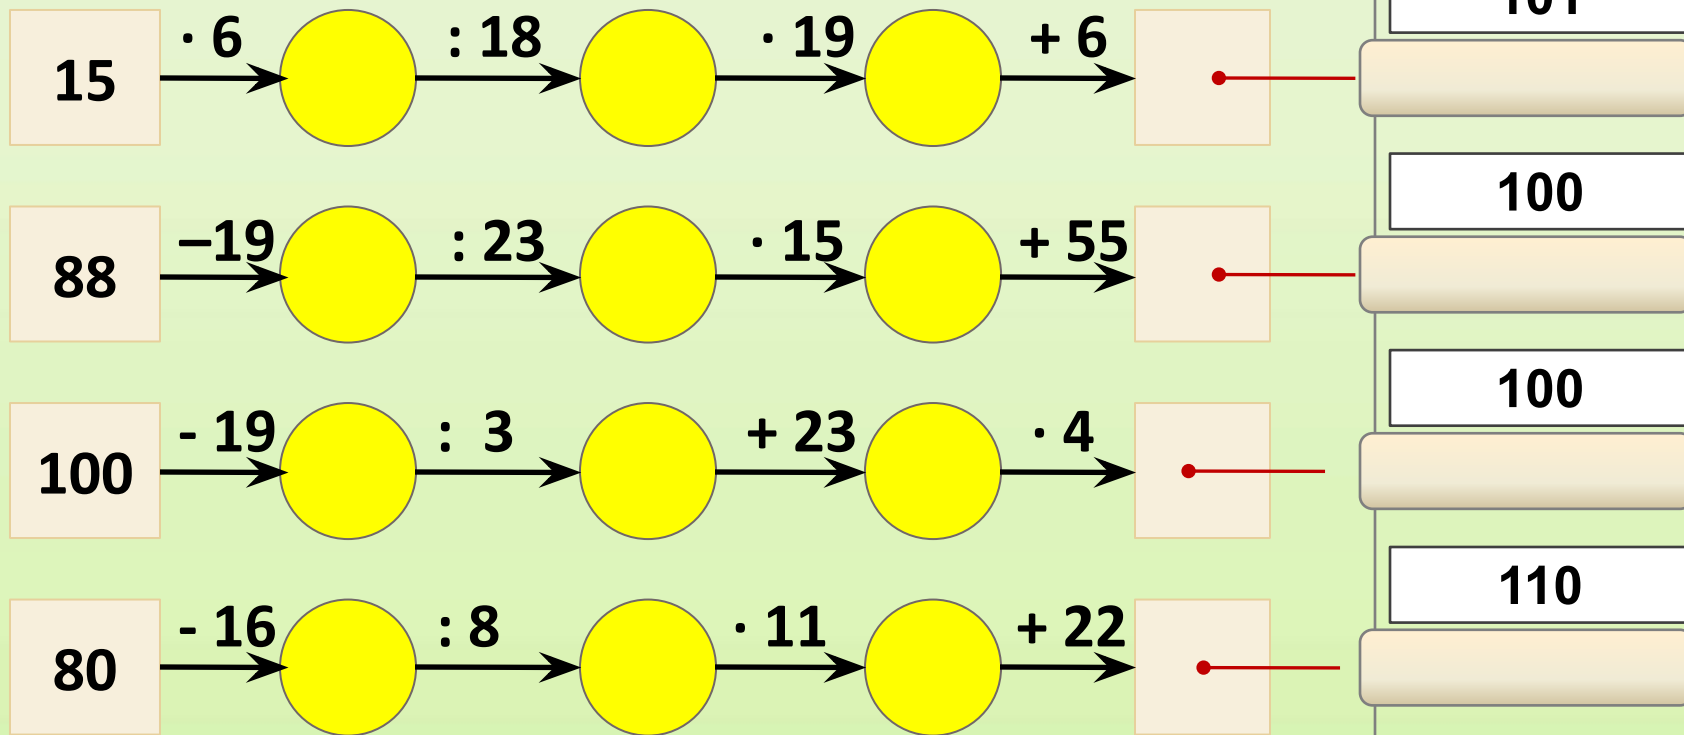 15 · 6 : 18 · 19 + 6
100
88 –19 : 23 · 15 + 55
100
100 - 19 : 3 + 23 · 4
110
80 - 16 : 8 · 11 + 22